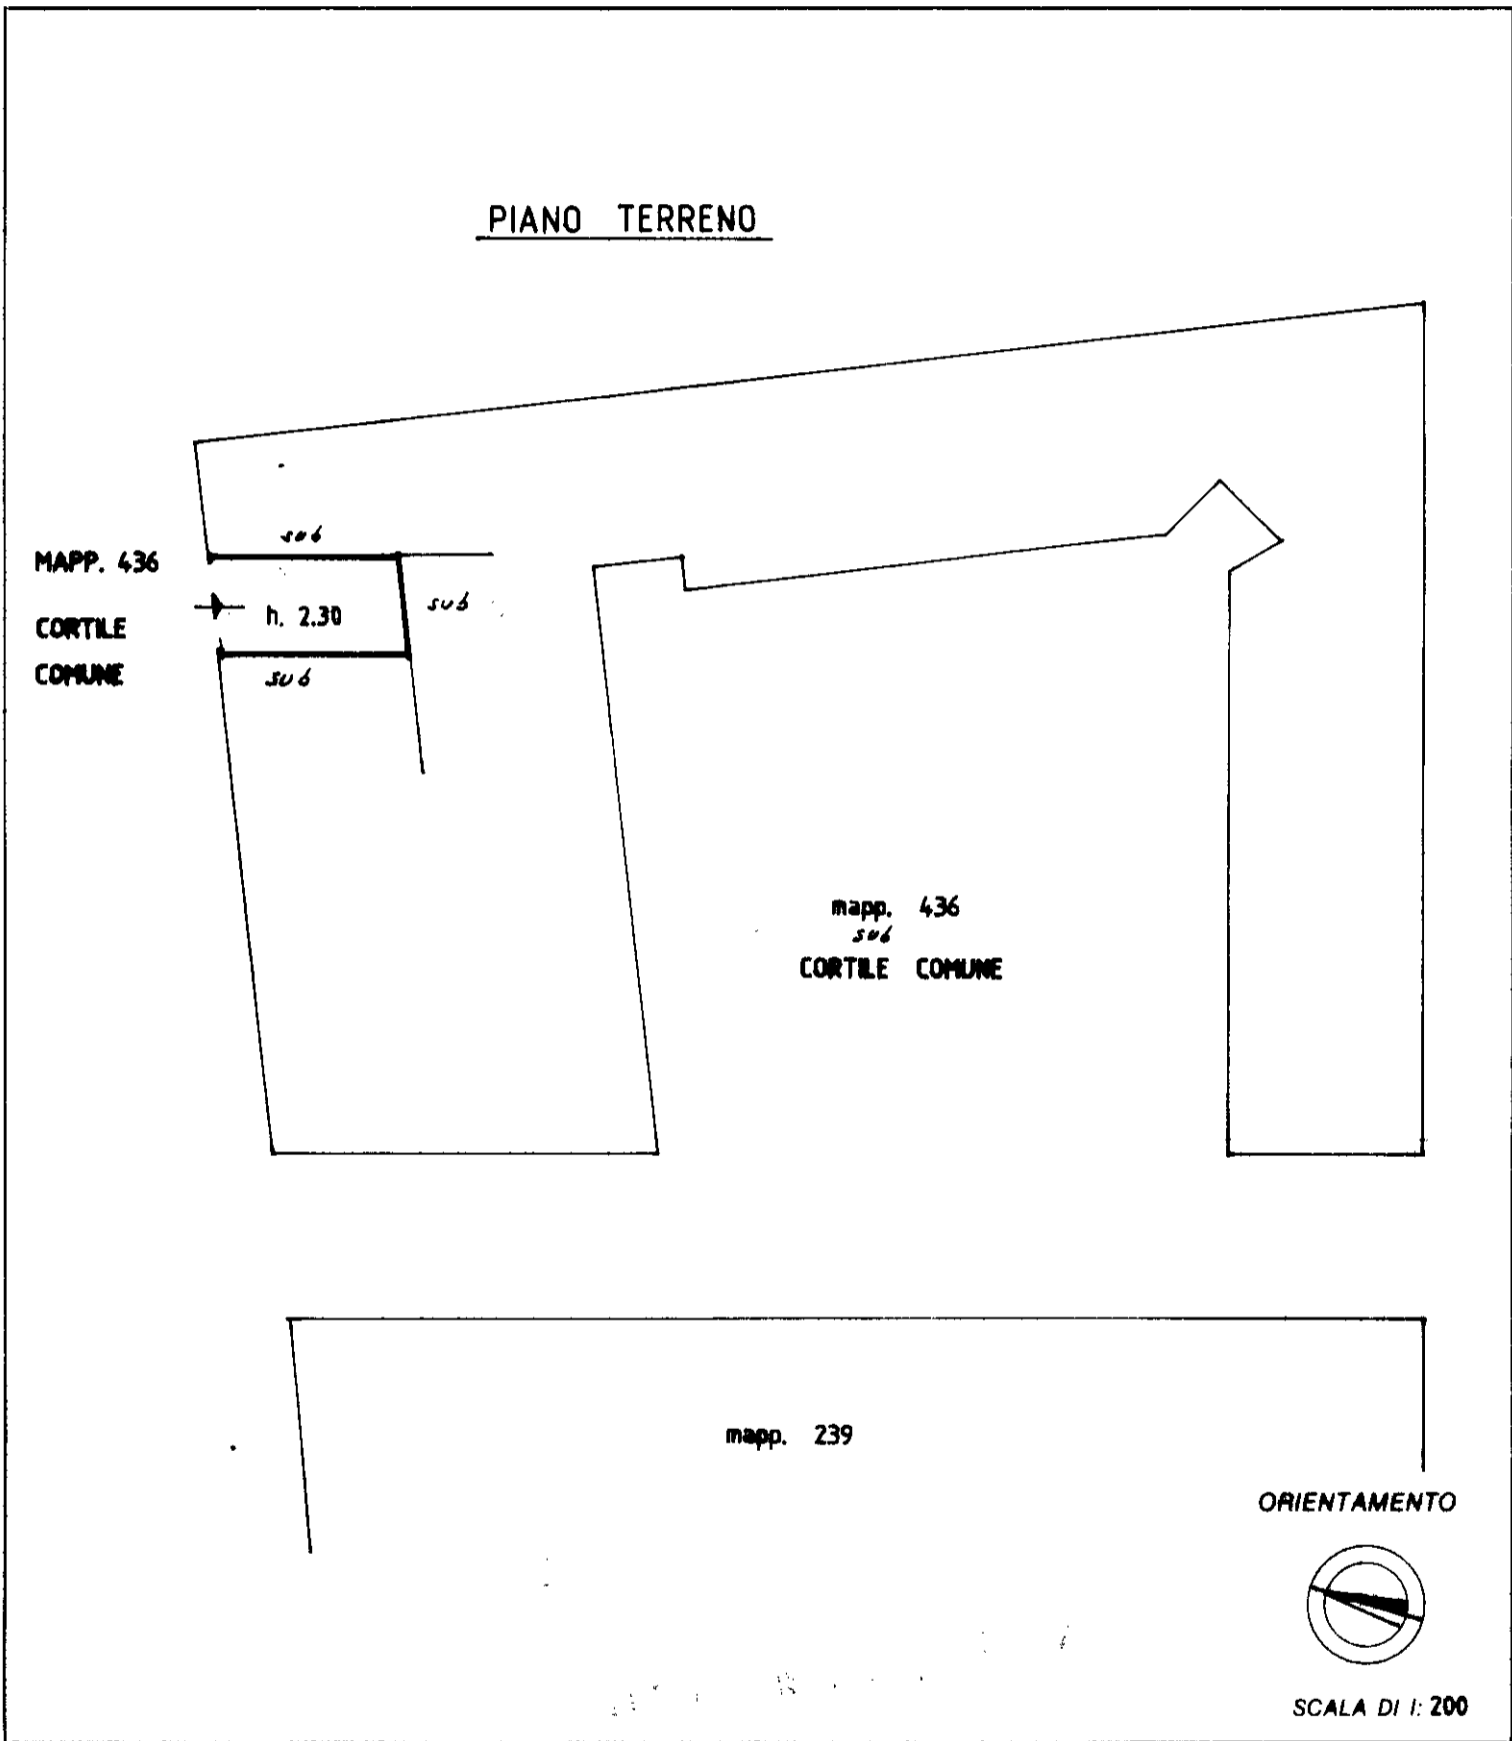 PIANO TERRENO
sub
MAPP. 436
CORTILE
COMUNE
h. 2.30
sub
sub
mapp. 436
sub
CORTILE COMUNE
mapp. 239
ORIENTAMENTO
SCALA DI 1: 200